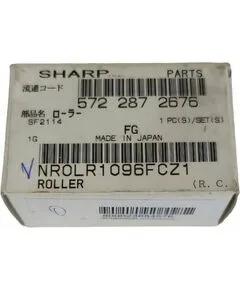 SHARP PARTS
流通コード
572 287 2676
部品名 ローラー
SF2114 1 PC(S)/SET(S)
FG
1G MADE IN JAPAN
NROLR1096FCZ1
ROLLER (R.C.)